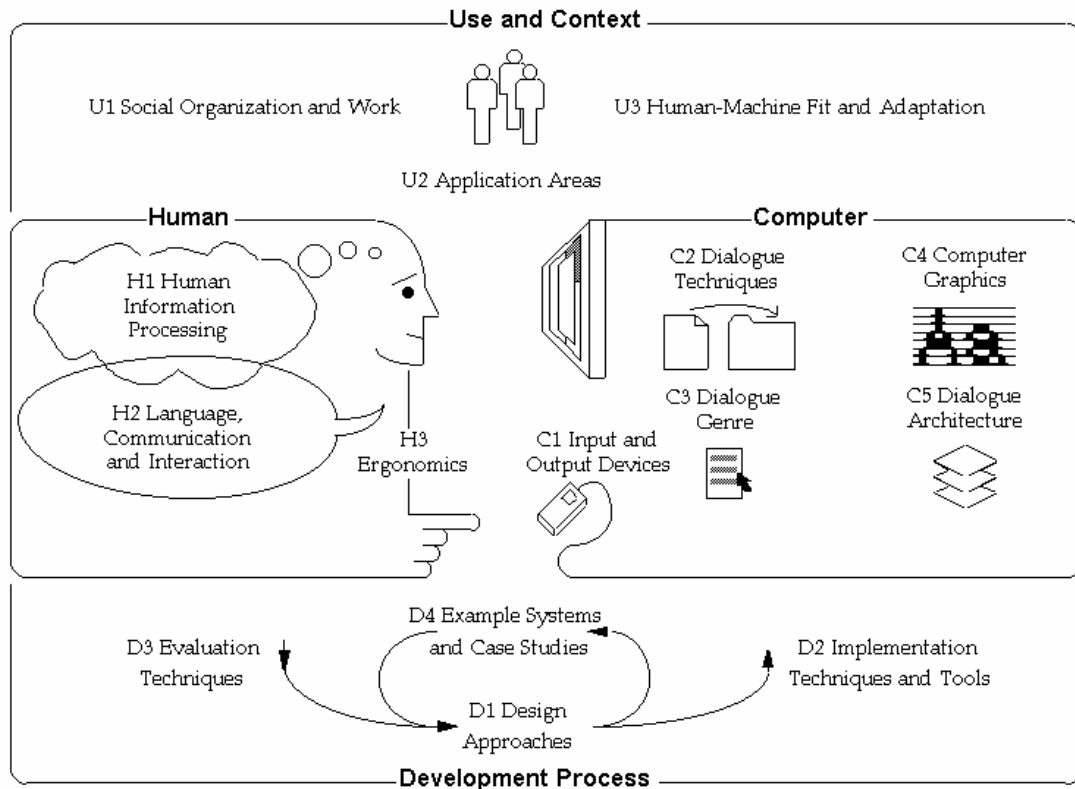 Use and Context
U1 Social Organization and Work
U3 Human-Machine Fit and Adaptation
U2 Application Areas
Human
H1 Human
Information
Processing
H2 Language,
Communication
and Interaction
H3
Ergonomics
Computer
C1 Input and
Output Devices
C2 Dialogue
Techniques
C3 Dialogue
Genre
C4 Computer
Graphics
C5 Dialogue
Architecture
D3 Evaluation
Techniques
D4 Example Systems
and Case Studies
D1 Design
Approaches
D2 Implementation
Techniques and Tools
Development Process